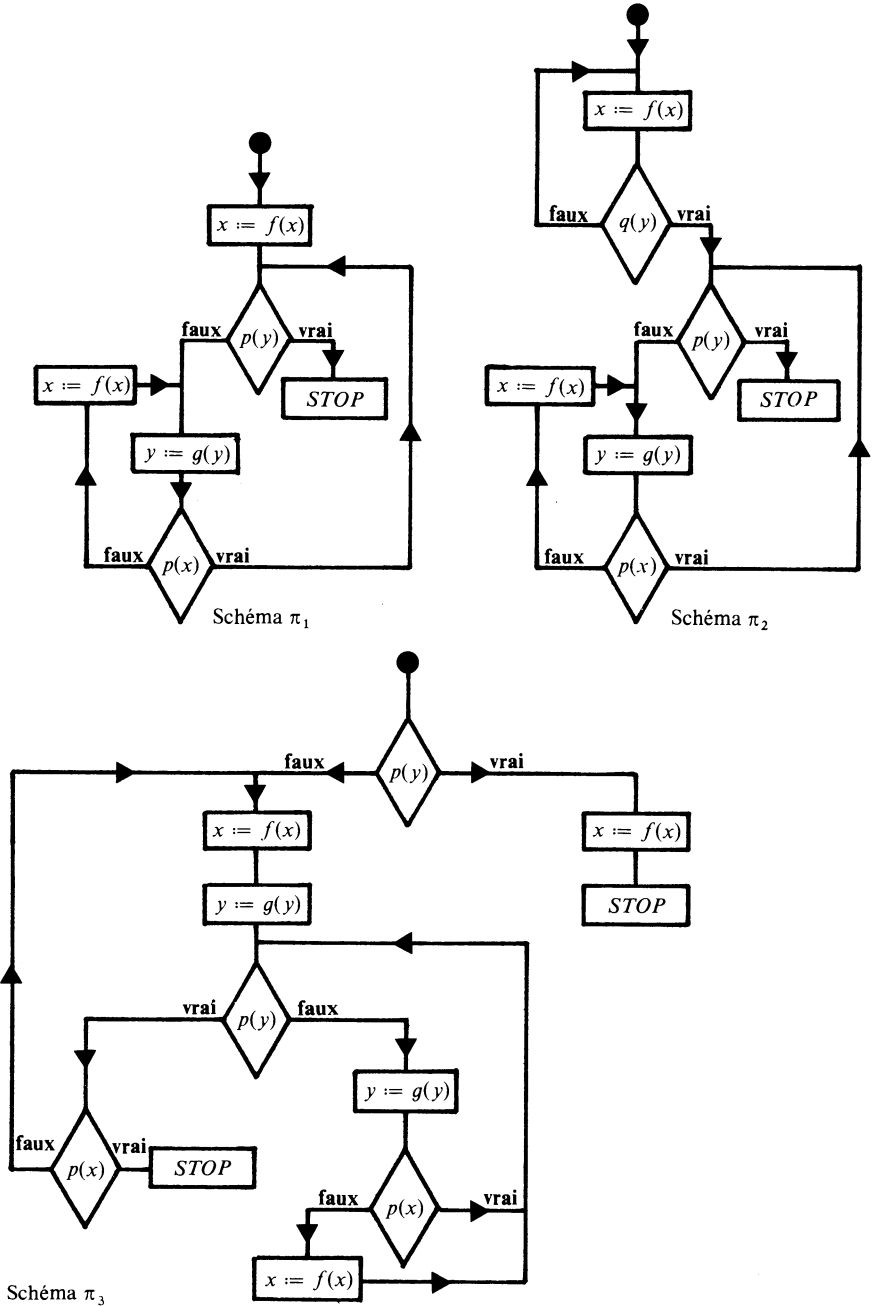 x := f(x)
faux
p(y)
vrai
x := f(x)
STOP
y := g(y)
faux
p(x)
vrai
Schéma π₁
x := f(x)
faux
q(y)
vrai
faux
p(y)
vrai
x := f(x)
STOP
y := g(y)
faux
p(x)
vrai
Schéma π₂
faux
p(y)
vrai
x := f(x)
x := f(x)
y := g(y)
STOP
vrai
p(y)
faux
y := g(y)
faux
p(x)
vrai
STOP
faux
p(x)
vrai
x := f(x)
Schéma π₃